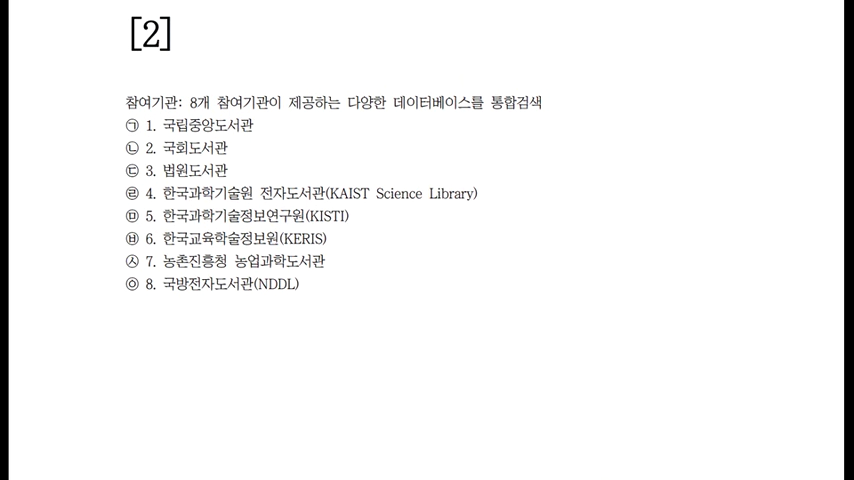 [2]
참여기관: 8개 참여기관이 제공하는 다양한 데이터베이스를 통합검색
㉠ 1. 국립중앙도서관
㉡ 2. 국회도서관
㉢ 3. 법원도서관
㉣ 4. 한국과학기술원 전자도서관(KAIST Science Library)
㉤ 5. 한국과학기술정보연구원(KISTI)
㉥ 6. 한국교육학술정보원(KERIS)
㉦ 7. 농촌진흥청 농업과학도서관
㉧ 8. 국방전자도서관(NDDL)